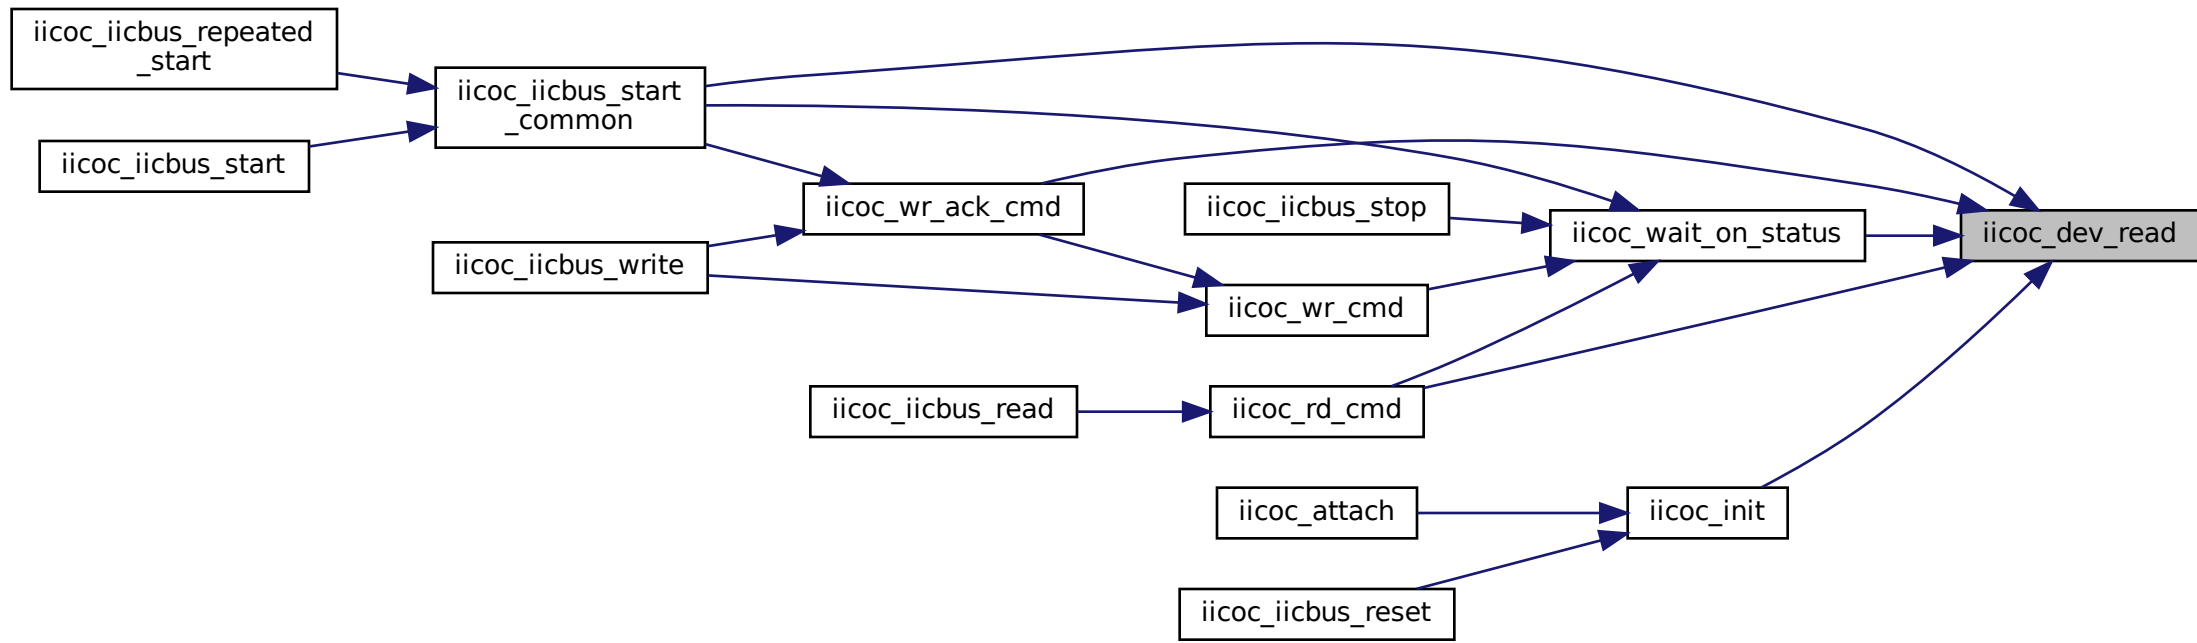 iicoc_iicbus_repeated
_start
iicoc_iicbus_start
_common
iicoc_iicbus_start
iicoc_wr_ack_cmd
iicoc_iicbus_stop
iicoc_wait_on_status
iicoc_dev_read
iicoc_iicbus_write
iicoc_wr_cmd
iicoc_iicbus_read
iicoc_rd_cmd
iicoc_attach
iicoc_init
iicoc_iicbus_reset